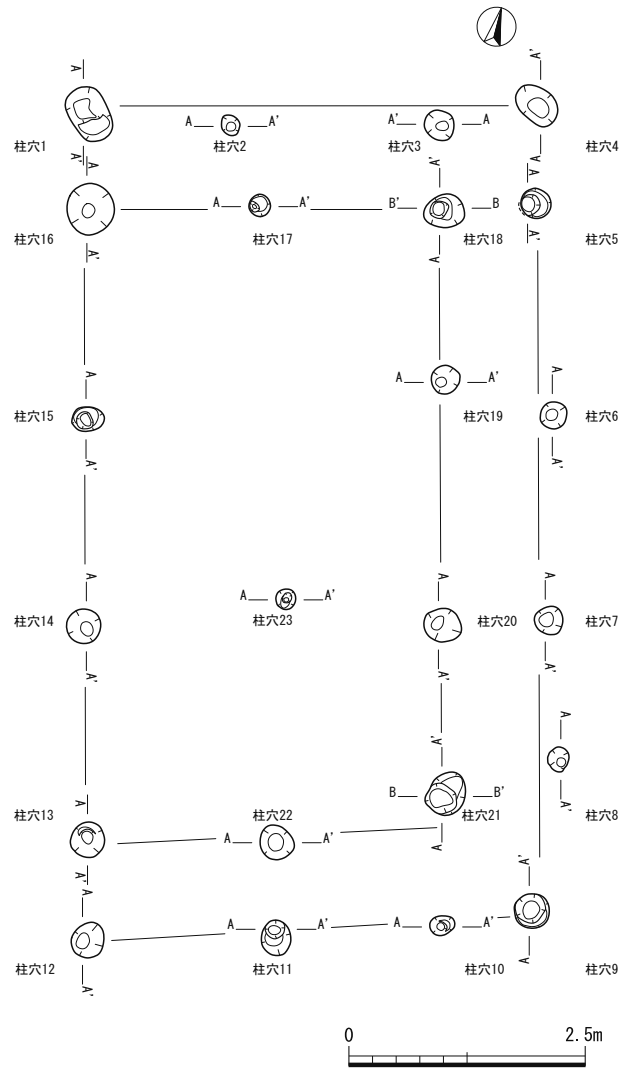 A A'
柱穴1
A A'
柱穴2
A' A
柱穴3
A' A
柱穴4
A A'
柱穴16
A A'
柱穴17
B' B
A' A
柱穴18
A A'
柱穴5
A A'
柱穴15
A A'
柱穴19
A A'
柱穴6
A A'
柱穴14
A A'
柱穴23
A A'
柱穴20
A A'
柱穴7
A A'
柱穴8
A A'
柱穴13
A A'
柱穴22
A' A
B B'
柱穴21
A A'
柱穴12
A A'
柱穴11
A A'
柱穴10
A' A
柱穴9
0 2.5m